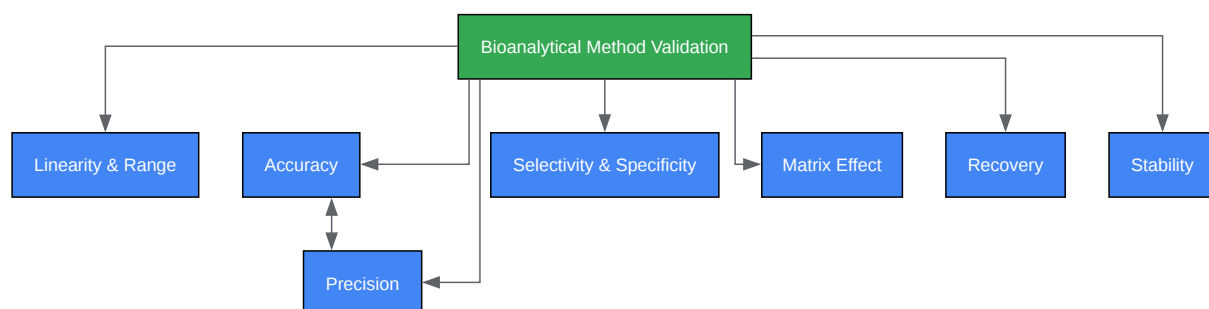 Bioanalytical Method Validation
Linearity & Range
Accuracy
Selectivity & Specificity
Matrix Effect
Recovery
Stability
Precision